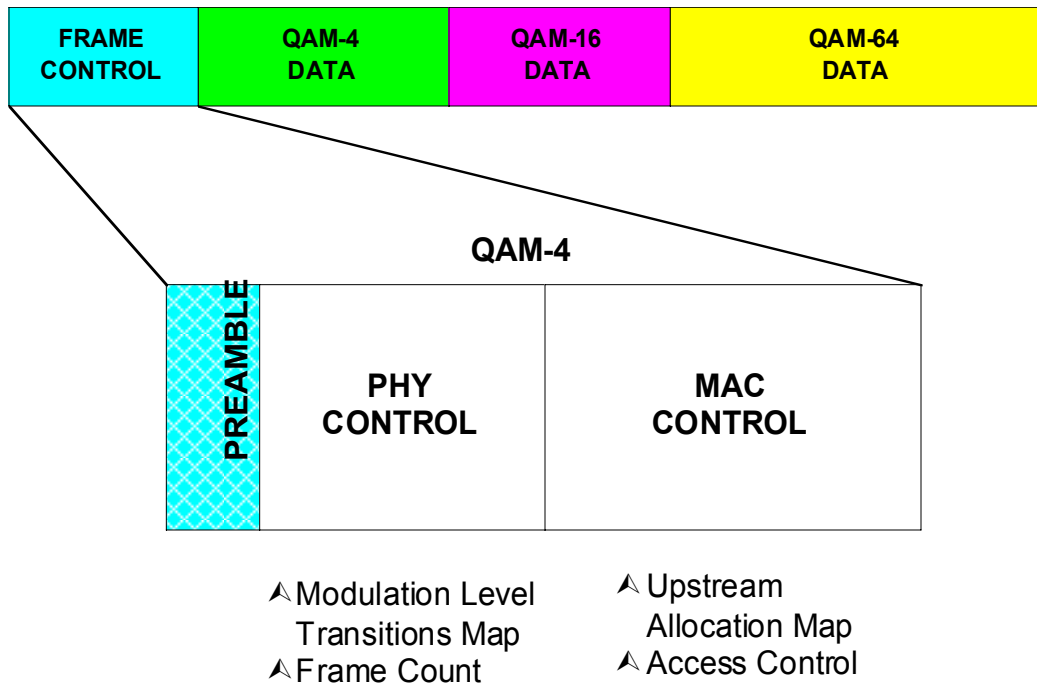 FRAME
CONTROL
QAM-4
DATA
QAM-16
DATA
QAM-64
DATA
QAM-4
PREAMBLE
PHY
CONTROL
MAC
CONTROL
Modulation Level
Transitions Map
Frame Count
Upstream
Allocation Map
Access Control